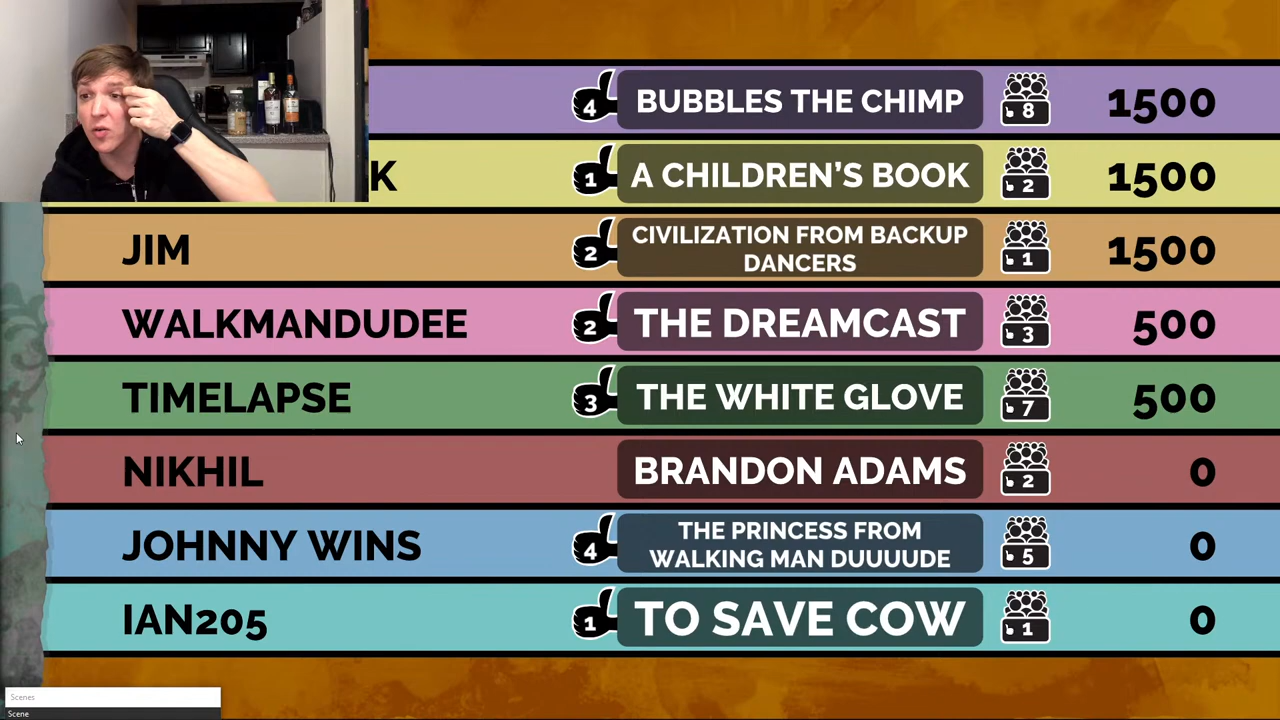 4 BUBBLES THE CHIMP 8 1500
K 1 A CHILDREN'S BOOK 2 1500
JIM 2 CIVILIZATION FROM BACKUP
DANCERS 1 1500
WALKMANDUDEE 2 THE DREAMCAST 3 500
TIMELAPSE 3 THE WHITE GLOVE 7 500
NIKHIL BRANDON ADAMS 2 0
JOHNNY WINS 4 THE PRINCESS FROM
WALKING MAN DUUUUDE 5 0
IAN205 1 TO SAVE COW 1 0
Scenes
Scene